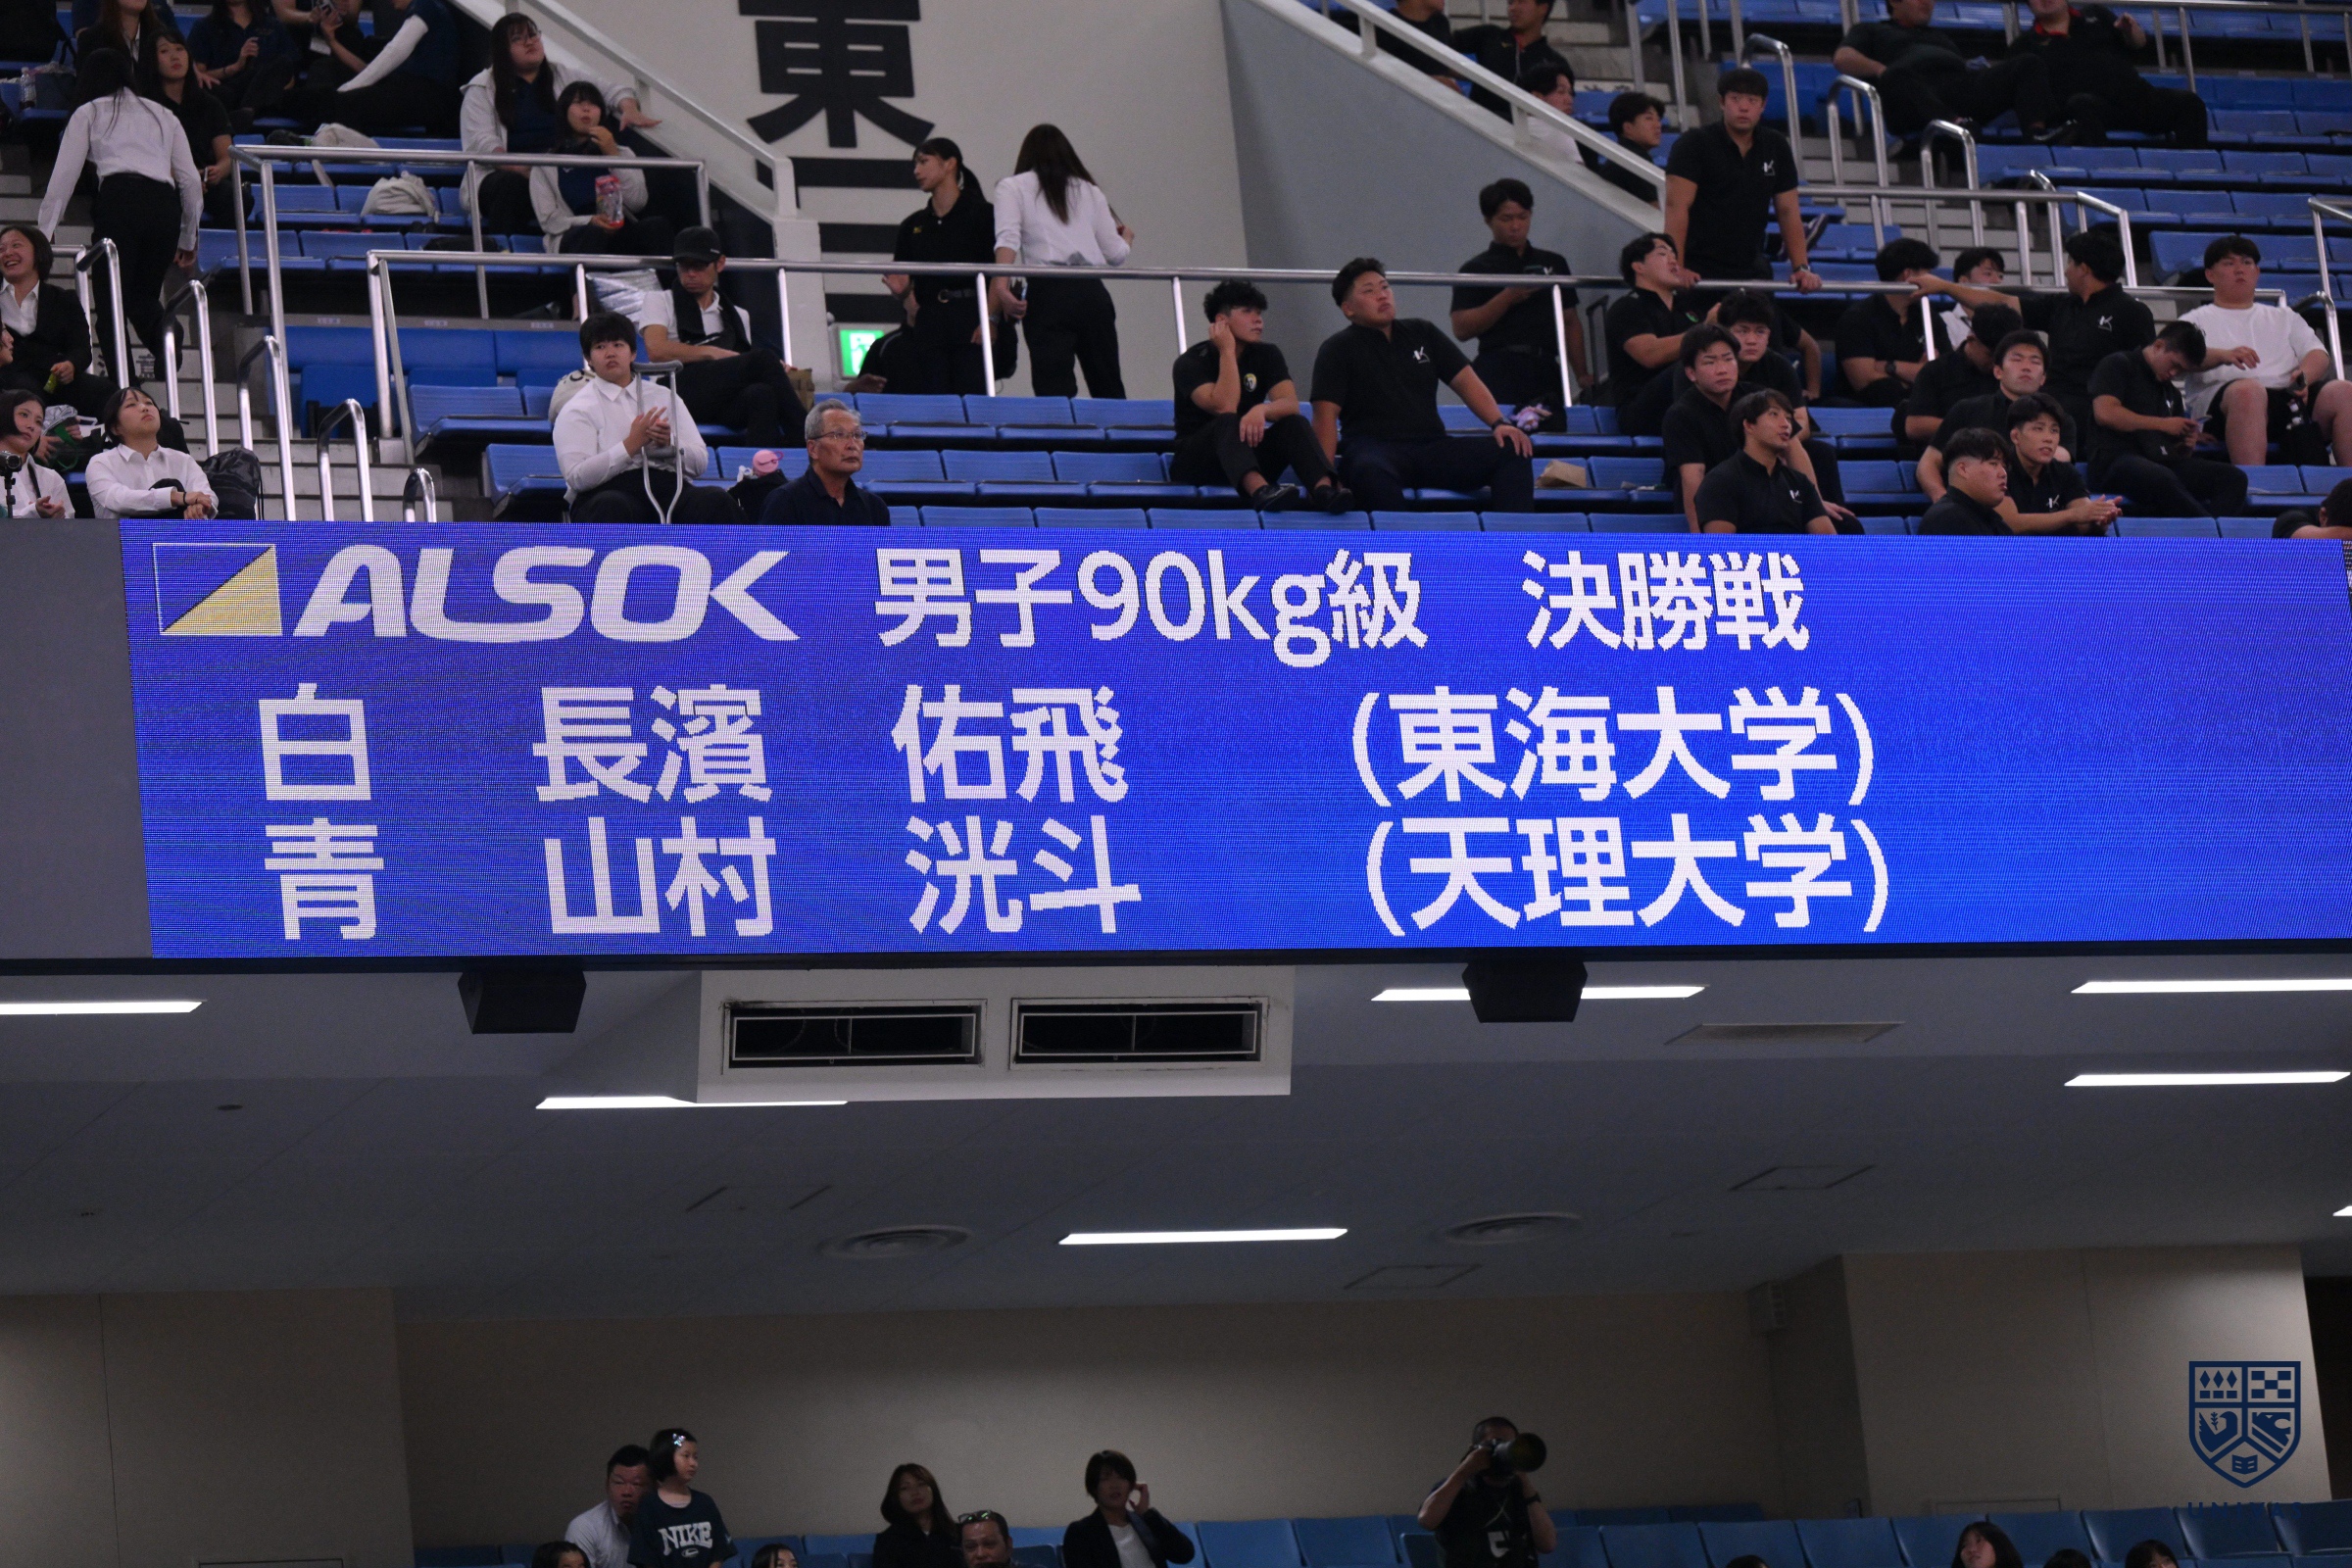 東
ALSOK 男子90kg級 決勝戦
白 長濱 佑飛 (東海大学)
青 山村 洸斗 (天理大学)
NIKE